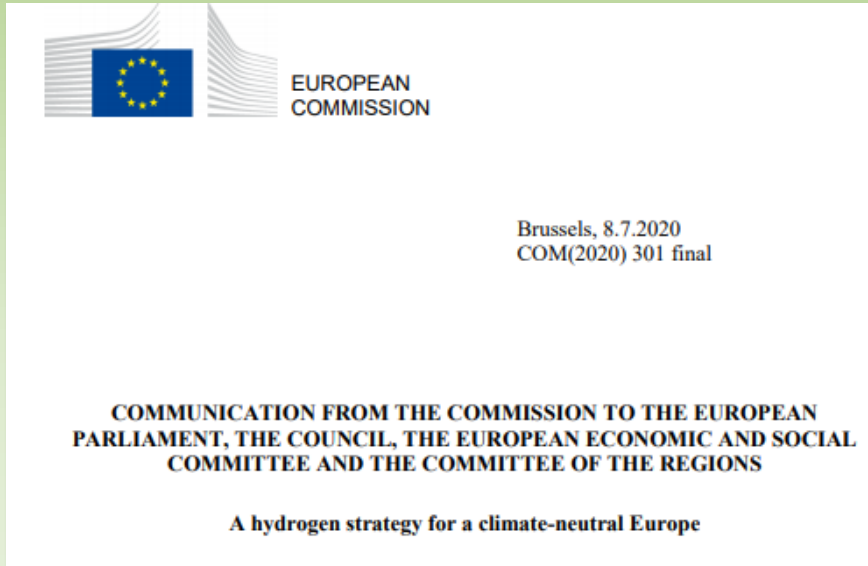 EUROPEAN
COMMISSION
Brussels, 8.7.2020
COM(2020) 301 final
COMMUNICATION FROM THE COMMISSION TO THE EUROPEAN
PARLIAMENT, THE COUNCIL, THE EUROPEAN ECONOMIC AND SOCIAL
COMMITTEE AND THE COMMITTEE OF THE REGIONS
A hydrogen strategy for a climate-neutral Europe